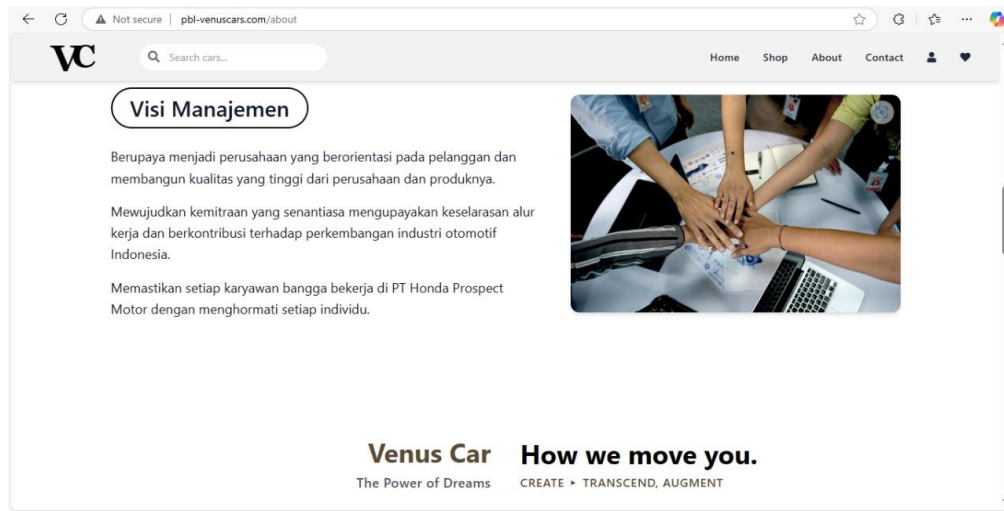 Not secure
pbl-venuscars.com/about
VC
Search cars...
Home Shop About Contact
Visi Manajemen
Berupaya menjadi perusahaan yang berorientasi pada pelanggan dan
membangun kualitas yang tinggi dari perusahaan dan produknya.
Mewujudkan kemitraan yang senantiasa mengupayakan keselarasan alur
kerja dan berkontribusi terhadap perkembangan industri otomotif
Indonesia.
Memastikan setiap karyawan bangga bekerja di PT Honda Prospect
Motor dengan menghormati setiap individu.
Venus Car
The Power of Dreams
How we move you.
CREATE ▸ TRANSCEND, AUGMENT